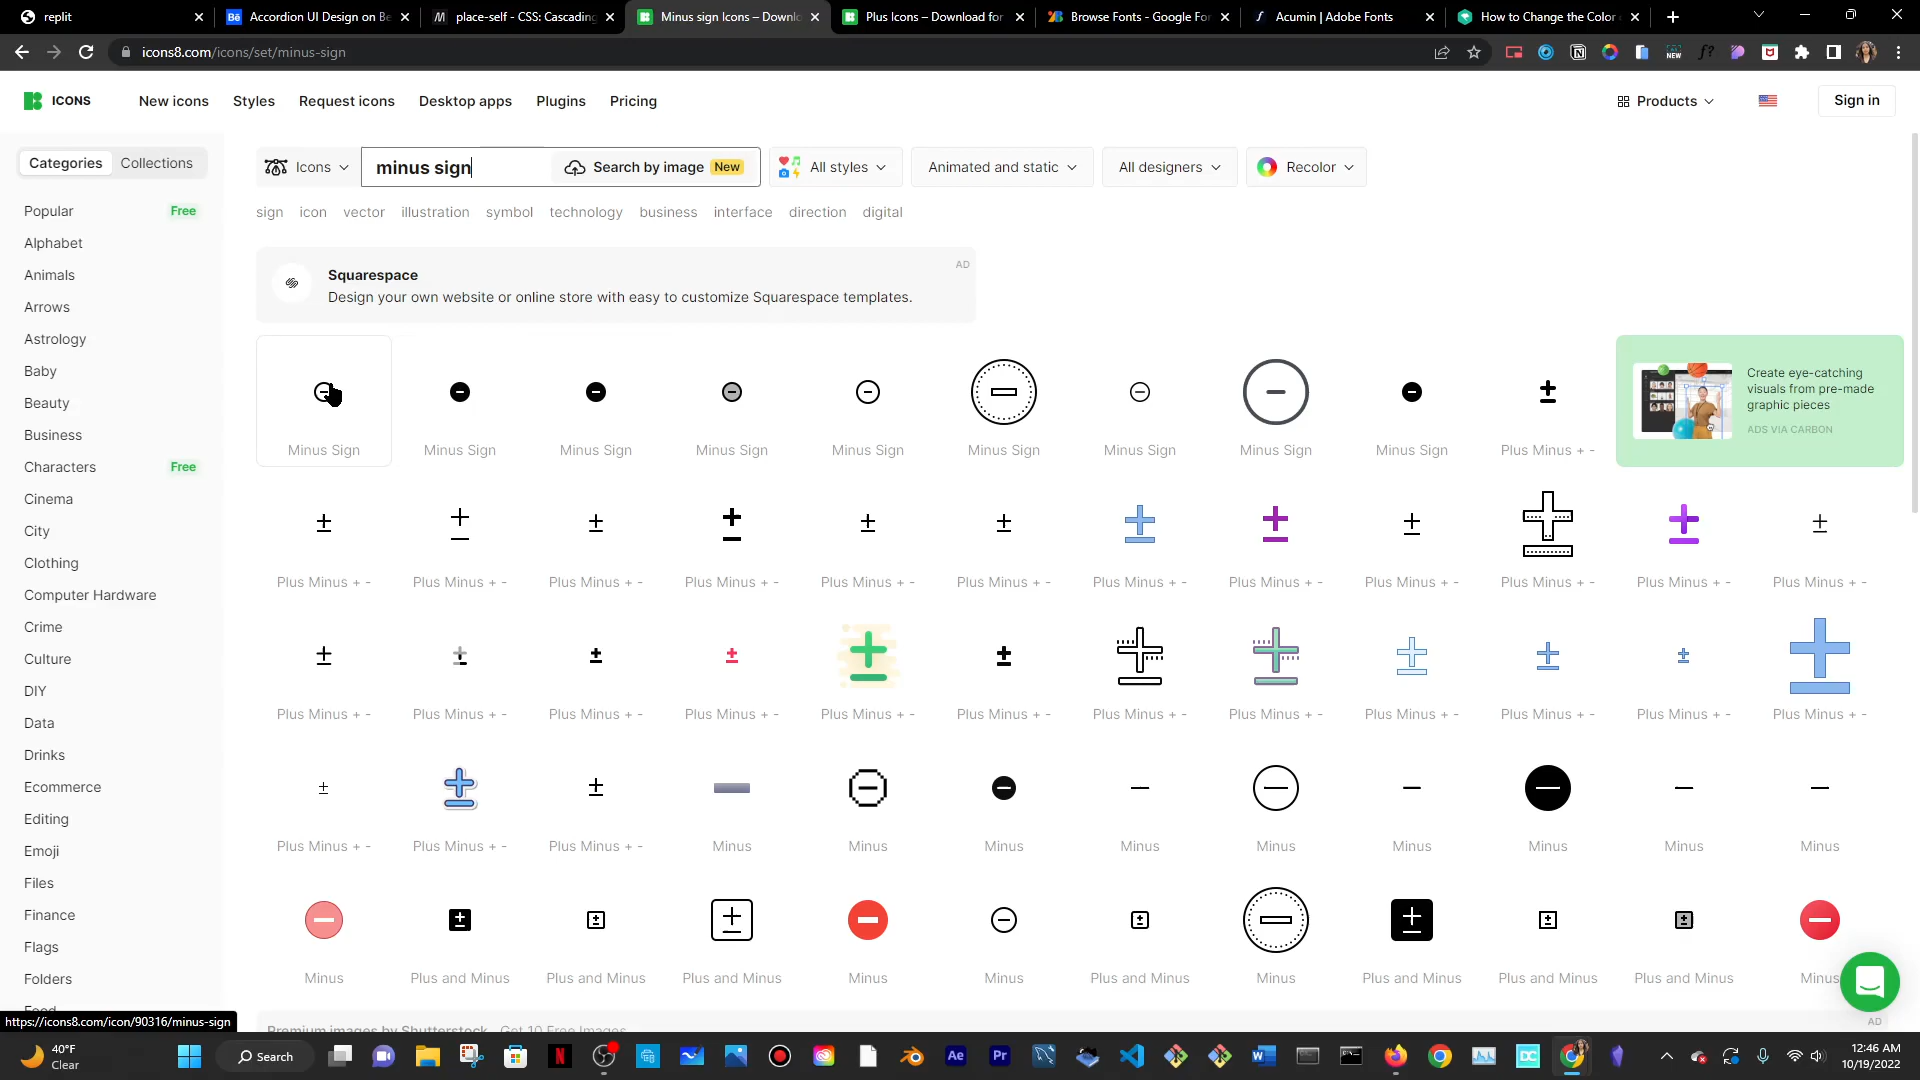 replit
Accordion UI Design on Be
place-self - CSS: Cascading
Minus sign Icons – Downlo
Plus Icons – Download for
Browse Fonts - Google Fon
Acumin | Adobe Fonts
How to Change the Color
icons8.com/icons/set/minus-sign
ICONS
New icons
Styles
Request icons
Desktop apps
Plugins
Pricing
Products
Sign in
Categories
Collections
Icons
minus sign
Search by image New
All styles
Animated and static
All designers
Recolor
sign icon vector illustration symbol technology business interface direction digital
Popular Free
Alphabet
Animals
Arrows
Astrology
Baby
Beauty
Business
Characters Free
Cinema
City
Clothing
Computer Hardware
Crime
Culture
DIY
Data
Drinks
Ecommerce
Editing
Emoji
Files
Finance
Flags
Folders
Food
Squarespace
AD
Design your own website or online store with easy to customize Squarespace templates.
Minus Sign Minus Sign Minus Sign Minus Sign Minus Sign Minus Sign Minus Sign Minus Sign Minus Sign Plus Minus + -
Create eye-catching
visuals from pre-made
graphic pieces
ADS VIA CARBON
Plus Minus + - Plus Minus + - Plus Minus + - Plus Minus + - Plus Minus + - Plus Minus + - Plus Minus + - Plus Minus + - Plus Minus + - Plus Minus + - Plus Minus + - Plus Minus + -
Plus Minus + - Plus Minus + - Plus Minus + - Plus Minus + - Plus Minus + - Plus Minus + - Plus Minus + - Plus Minus + - Plus Minus + - Plus Minus + - Plus Minus + - Plus Minus + -
Plus Minus + - Plus Minus + - Plus Minus + - Minus Minus Minus Minus Minus Minus Minus Minus Minus
Minus Plus and Minus Plus and Minus Plus and Minus Minus Minus Plus and Minus Minus Plus and Minus Plus and Minus Plus and Minus Minus
Premium images by Shutterstock Get 10 Free Images
AD
https://icons8.com/icon/90316/minus-sign
40°F
Clear
Search
12:46 AM
10/19/2022